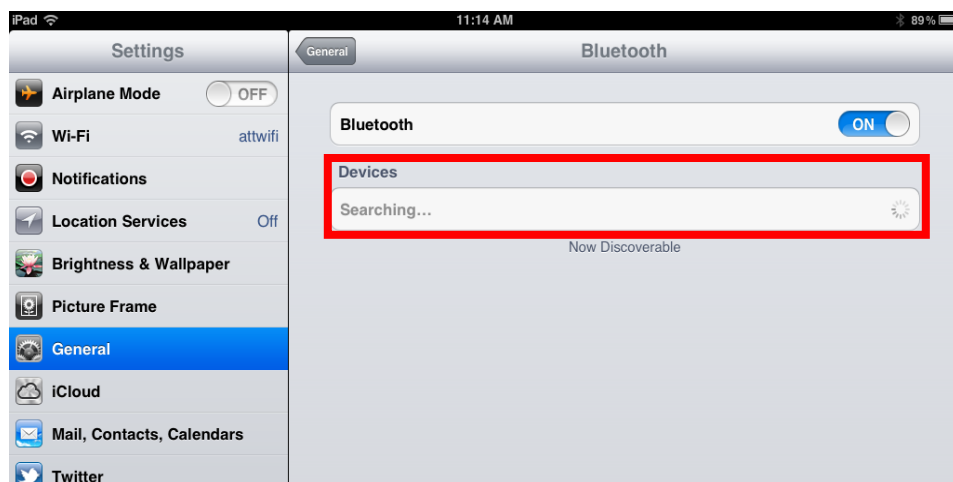 iPad 11:14 AM 89%
Settings
General Bluetooth
Airplane Mode OFF
Wi-Fi attwifi
Notifications
Location Services Off
Brightness & Wallpaper
Picture Frame
General
iCloud
Mail, Contacts, Calendars
Twitter
Bluetooth ON
Devices
Searching...
Now Discoverable